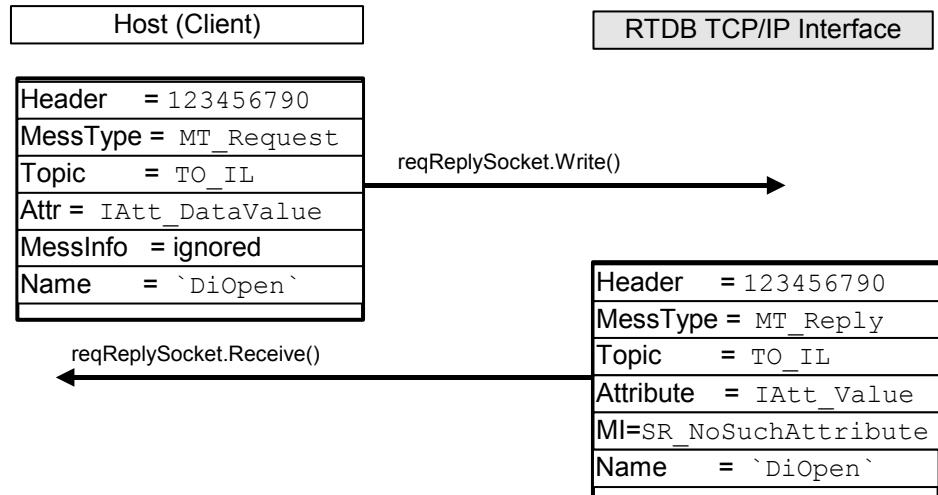 Host (Client)
RTDB TCP/IP Interface
Header = 123456790
MessType = MT_Request
Topic = TO_IL
Attr = IAtt_DataValue
MessInfo = ignored
Name = `DiOpen`
reqReplySocket.Write()
Header = 123456790
MessType = MT_Reply
Topic = TO_IL
Attribute = IAtt_Value
MI=SR_NoSuchAttribute
Name = `DiOpen`
reqReplySocket.Receive()